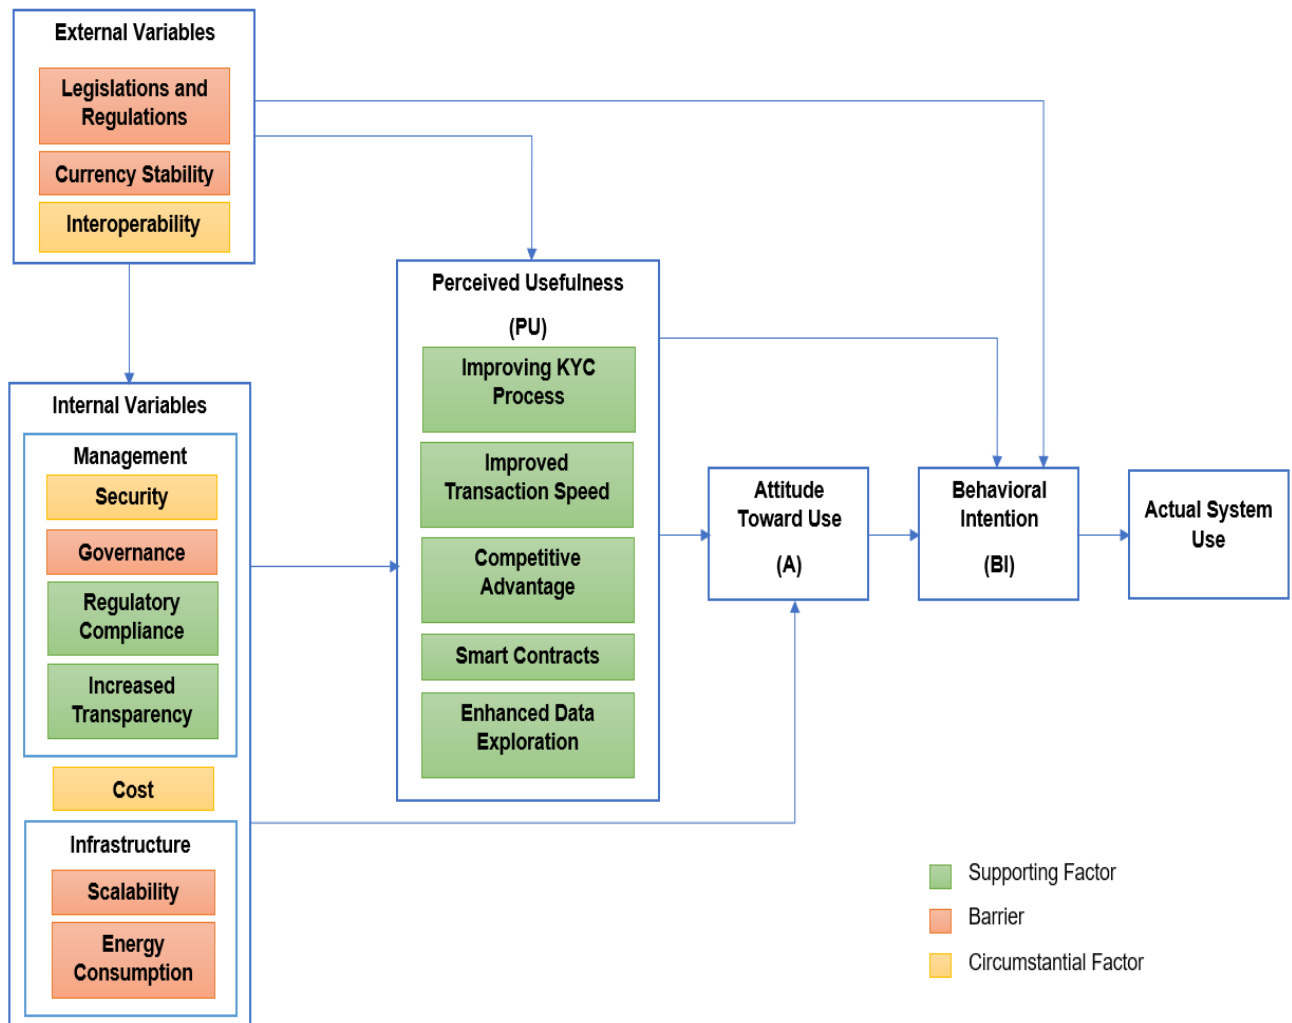 External Variables
Legislations and
Regulations
Currency Stability
Interoperability
Internal Variables
Management
Security
Governance
Regulatory
Compliance
Increased
Transparency
Cost
Infrastructure
Scalability
Energy
Consumption
Perceived Usefulness
(PU)
Improving KYC
Process
Improved
Transaction Speed
Competitive
Advantage
Smart Contracts
Enhanced Data
Exploration
Attitude
Toward Use
(A)
Behavioral
Intention
(BI)
Actual System
Use
Supporting Factor
Barrier
Circumstantial Factor